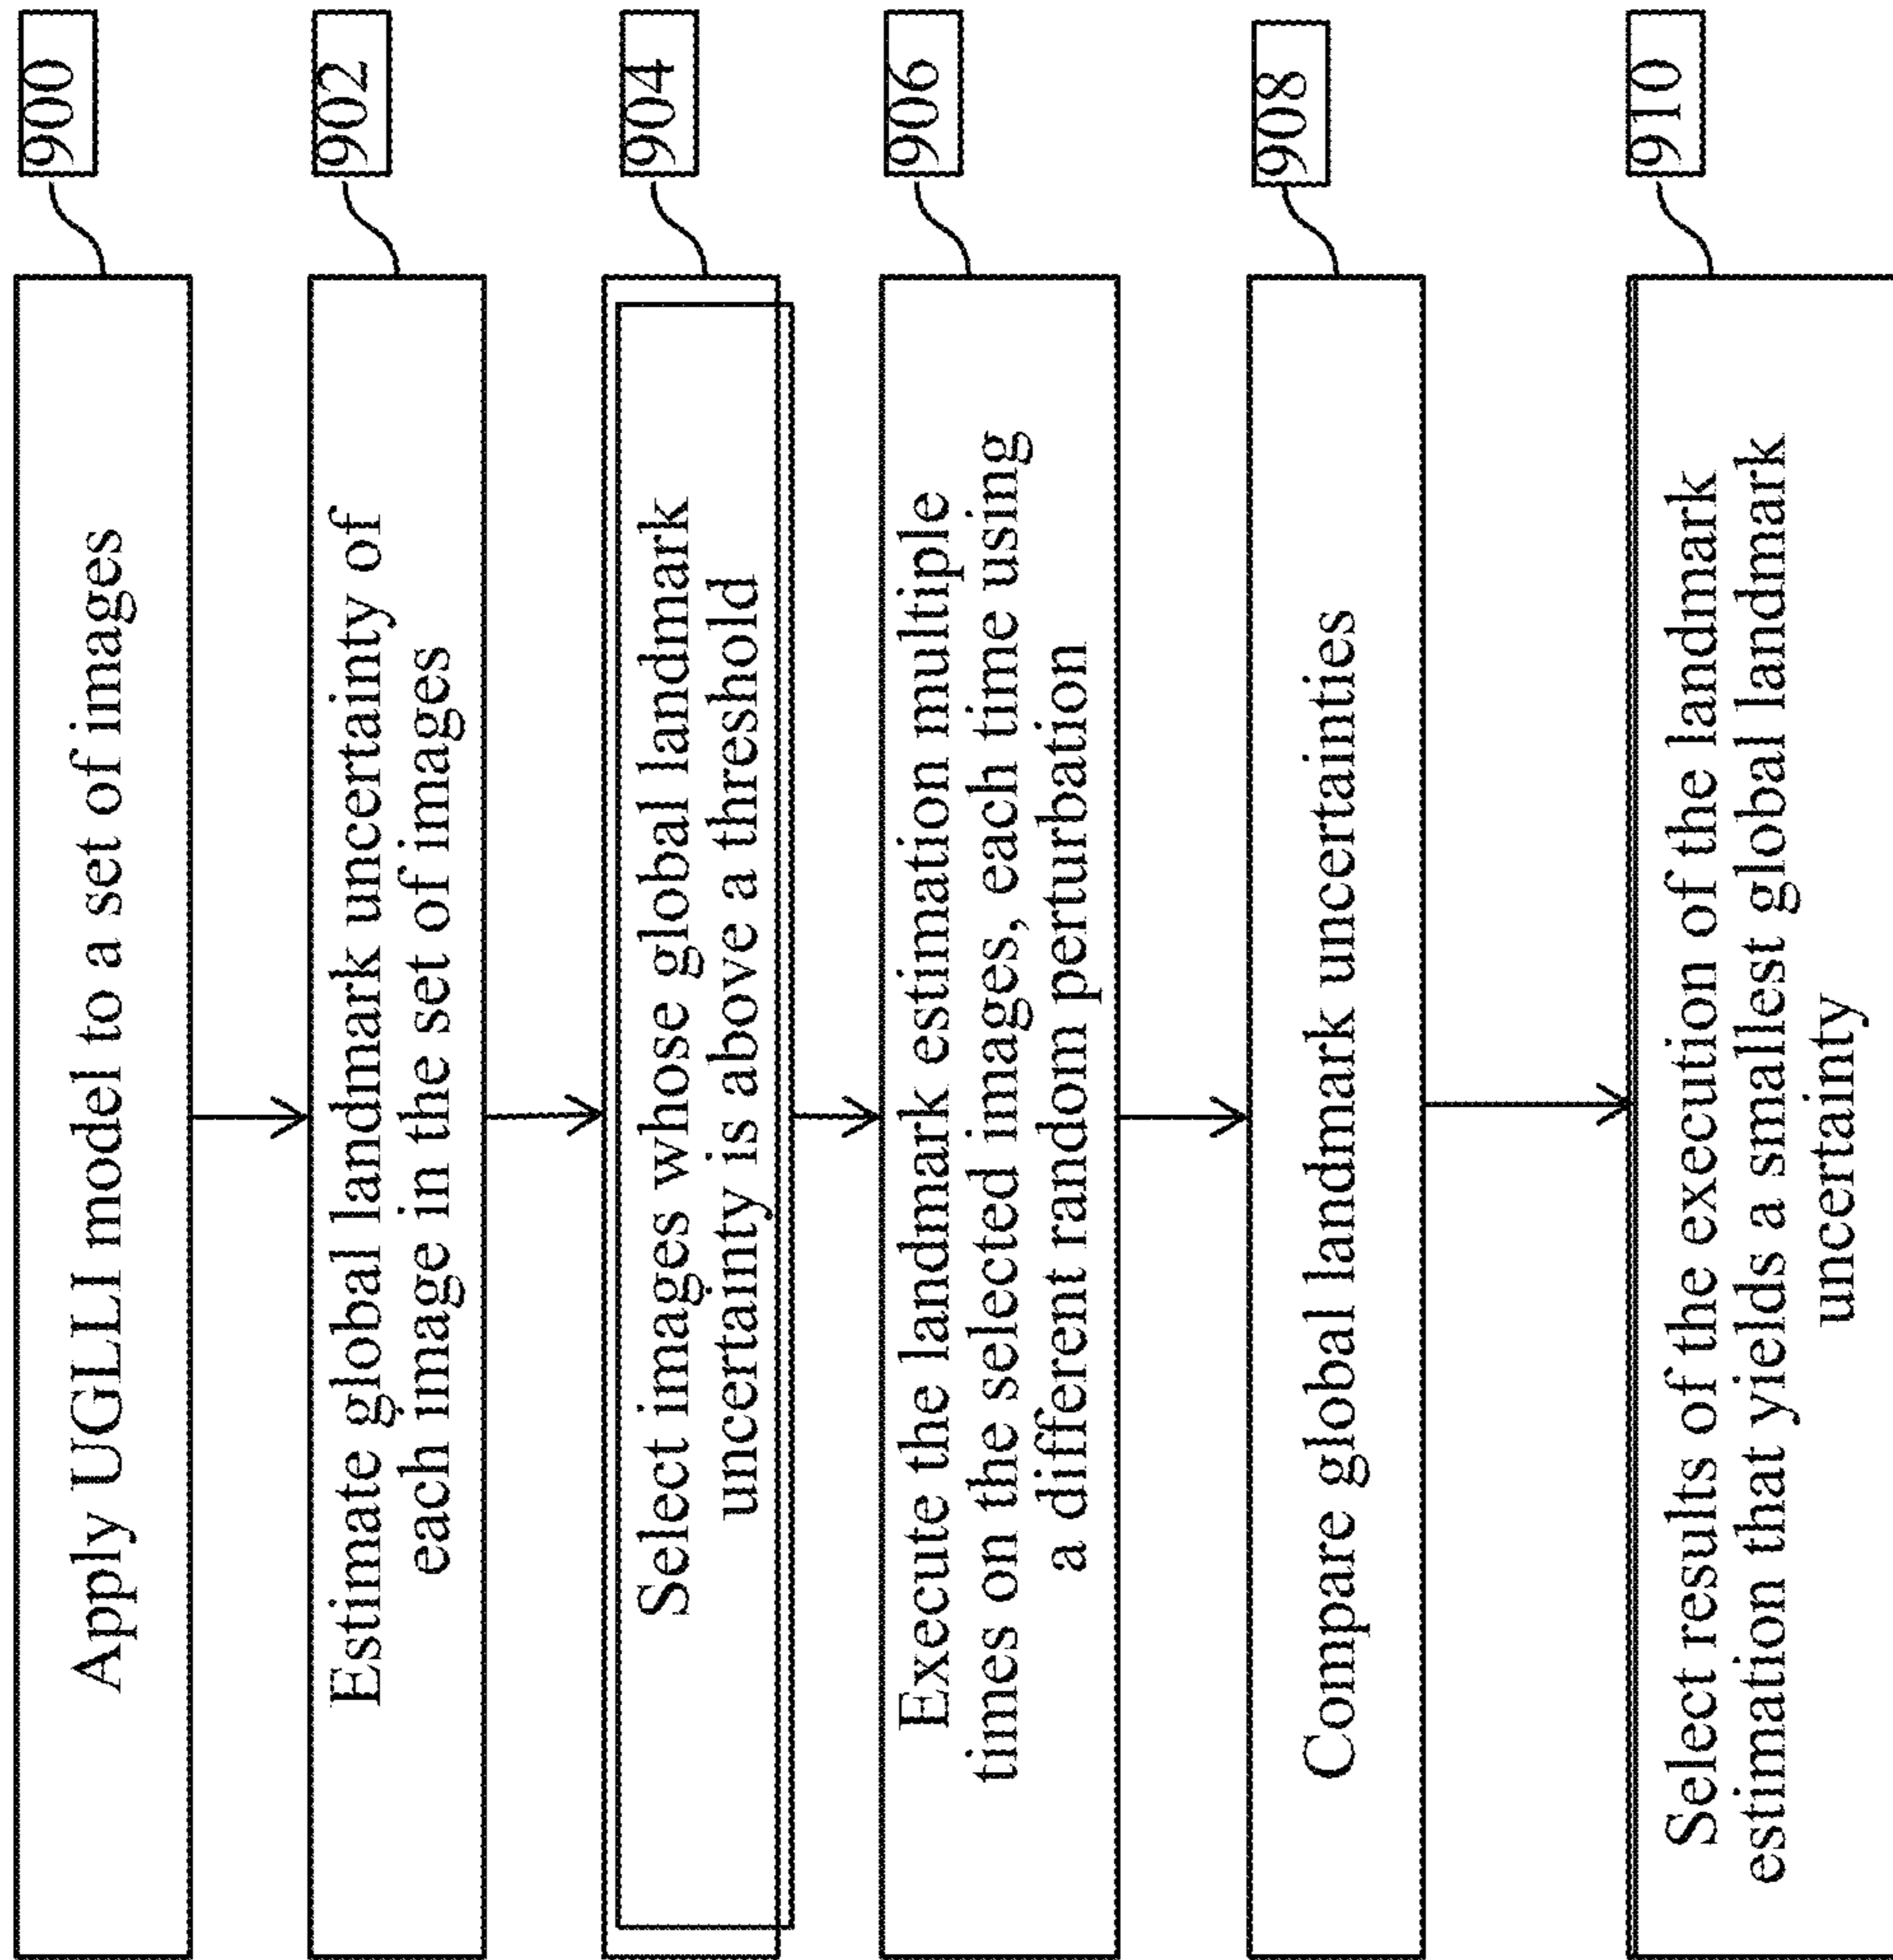 900
Apply UGLLI model to a set of images
902
Estimate global landmark uncertainty of
each image in the set of images
904
Select images whose global landmark
uncertainty is above a threshold
906
Execute the landmark estimation multiple
times on the selected images, each time using
a different random perturbation
908
Compare global landmark uncertainties
910
Select results of the execution of the landmark
estimation that yields a smallest global landmark
uncertainty